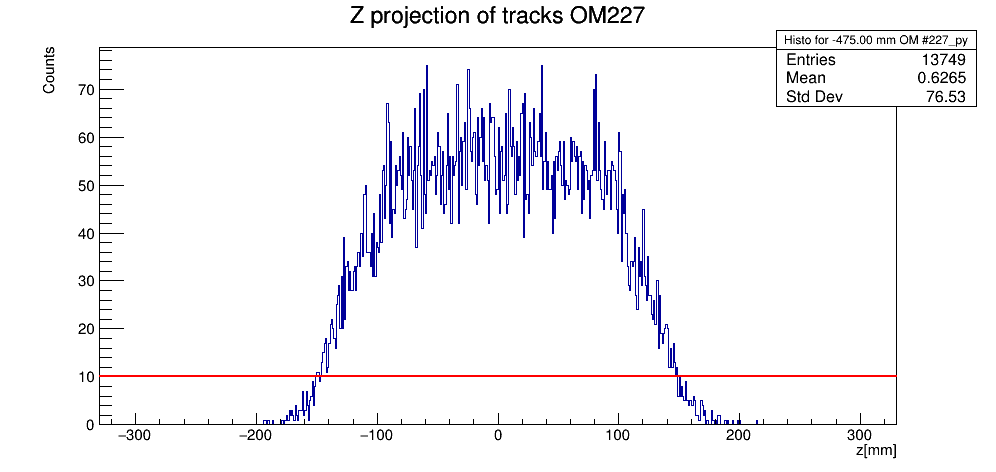 Z projection of tracks OM227
Histo for -475.00 mm OM #227_py
Entries 13749
Mean 0.6265
Std Dev 76.53
Counts
70
60
50
40
30
20
10
0
−300 −200 −100 0 100 200 300
z[mm]